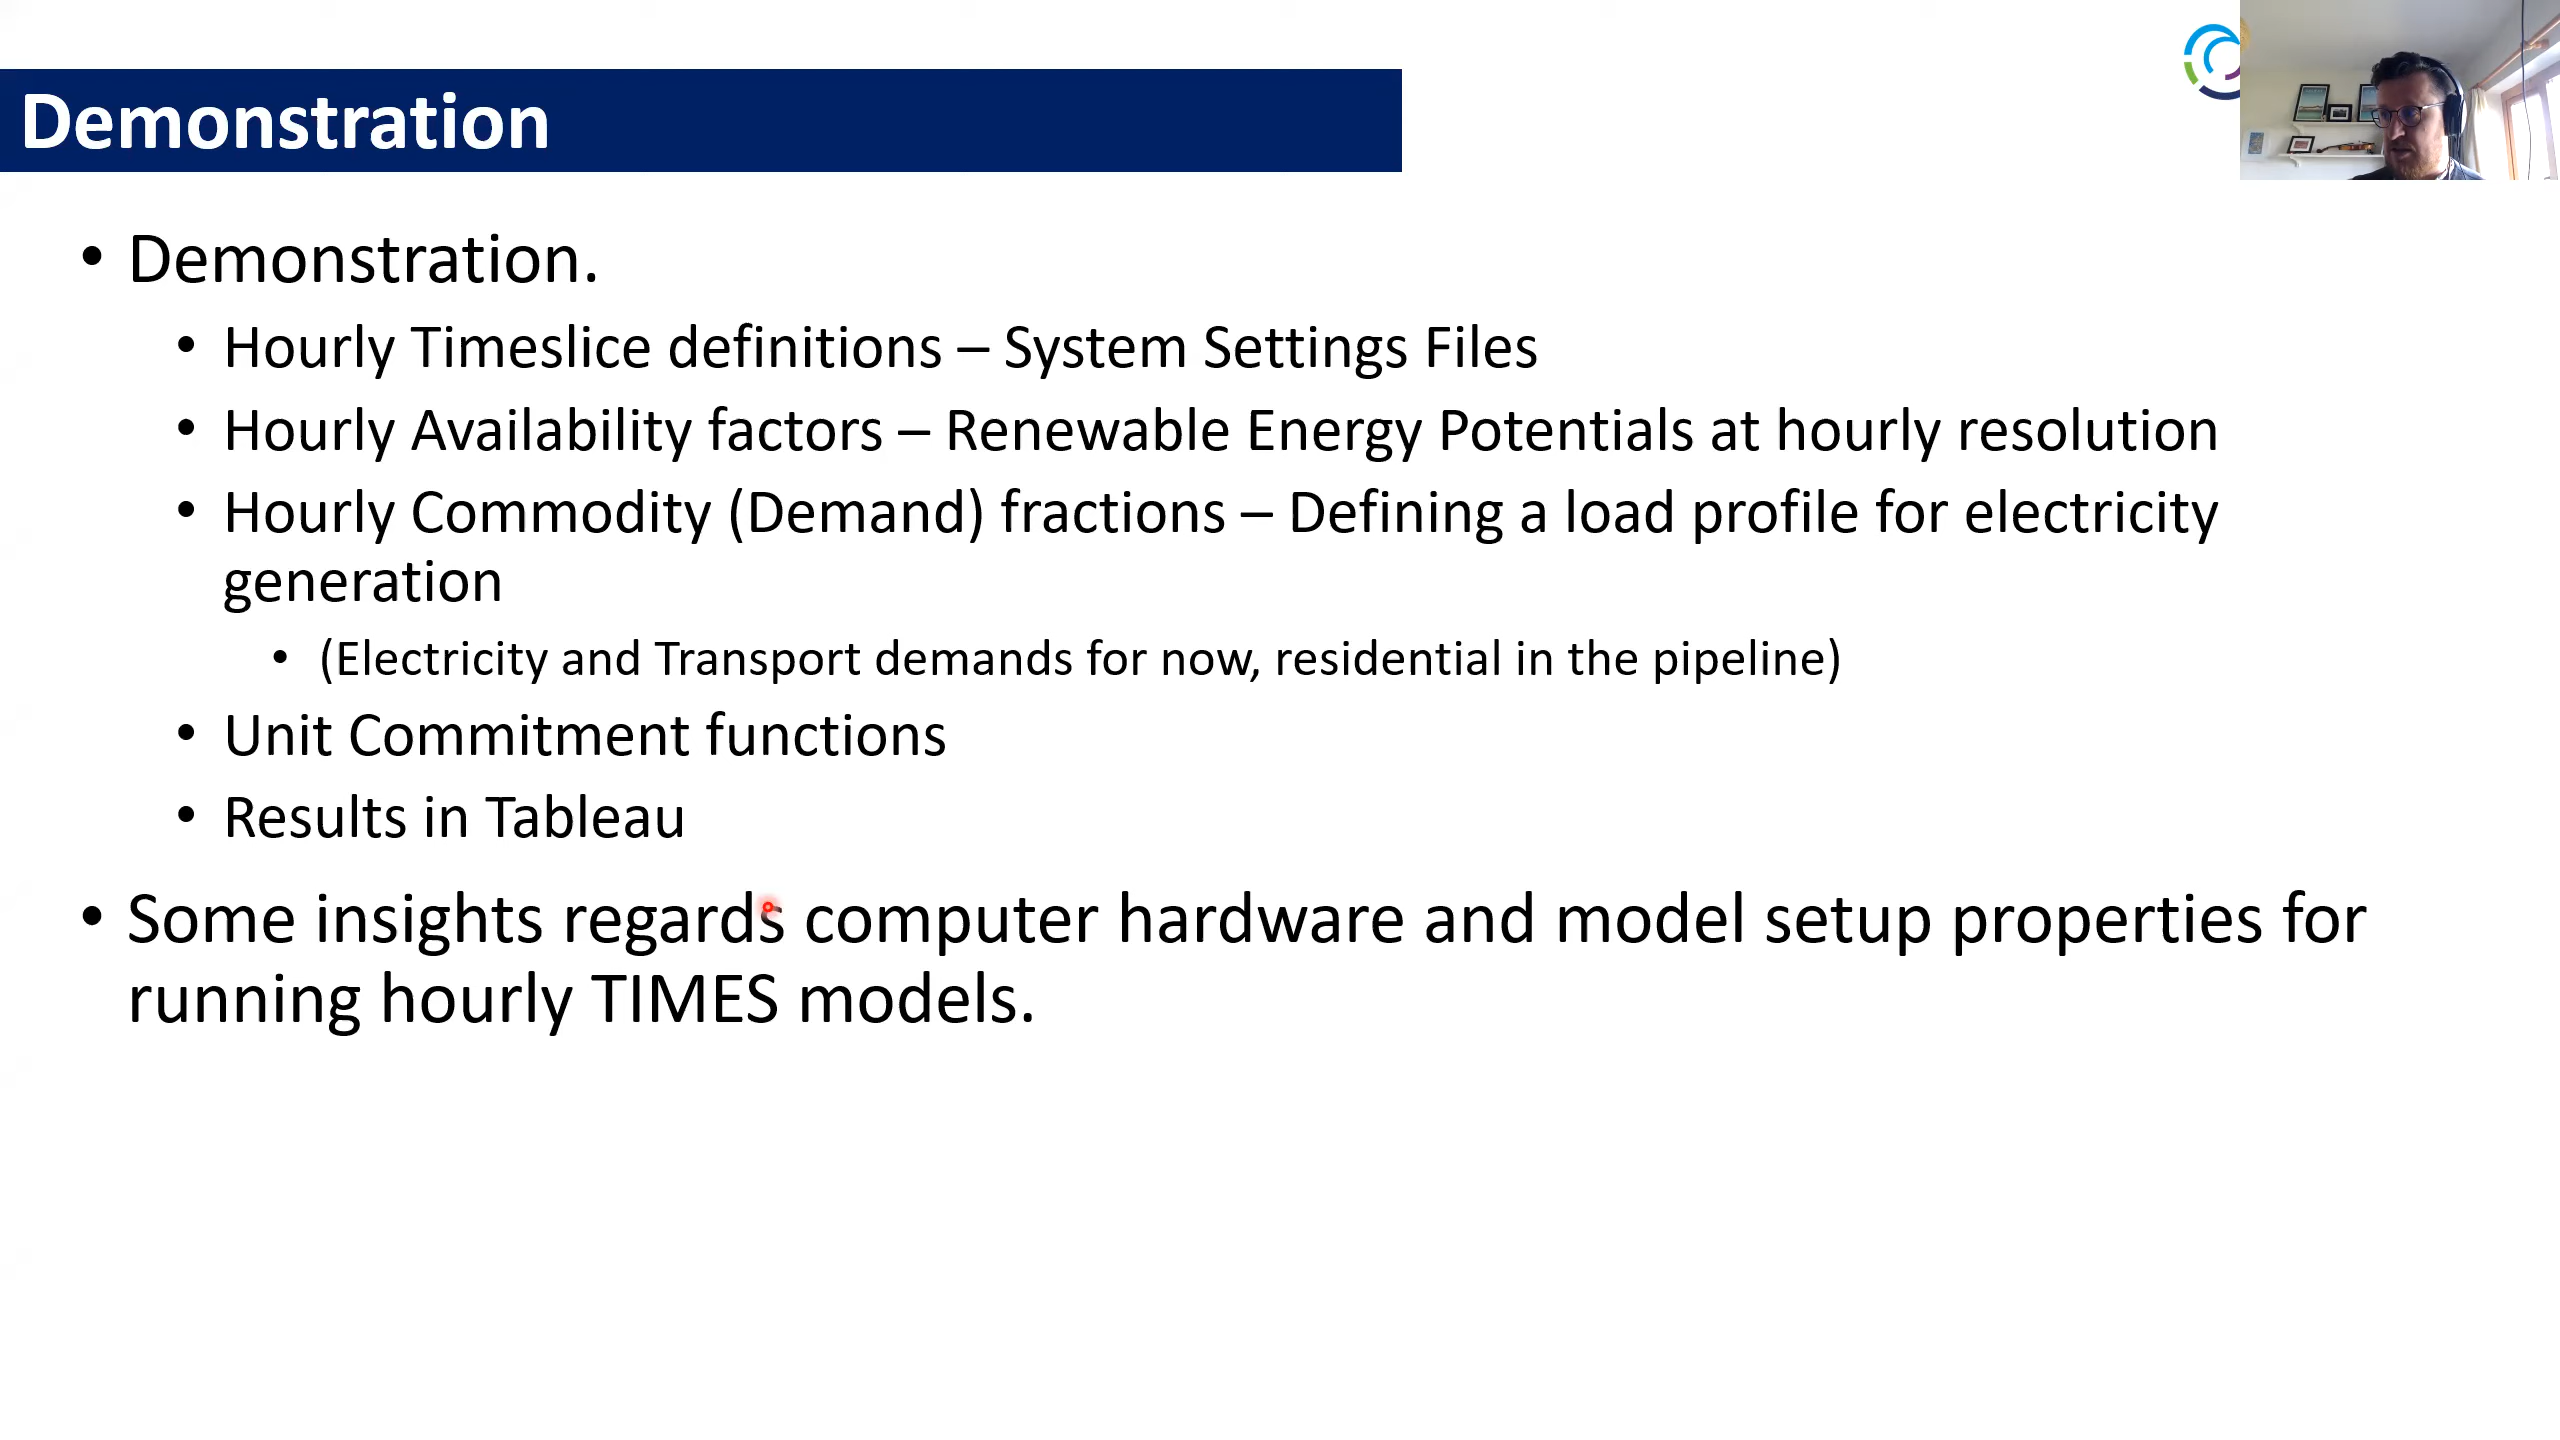 Demonstration
• Demonstration.
• Hourly Timeslice definitions – System Settings Files
• Hourly Availability factors – Renewable Energy Potentials at hourly resolution
• Hourly Commodity (Demand) fractions – Defining a load profile for electricity
generation
• (Electricity and Transport demands for now, residential in the pipeline)
• Unit Commitment functions
• Results in Tableau
• Some insights regards computer hardware and model setup properties for
running hourly TIMES models.